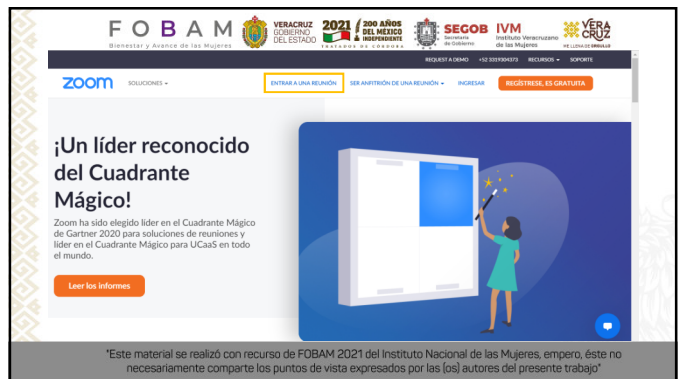 FOBAM
Bienestar y Avance de las Mujeres
VERACRUZ
GOBIERNO
DEL ESTADO
2021
200 AÑOS
DEL MÉXICO
INDEPENDIENTE
TRATADOS DE CÓRDOBA
SEGOB
Secretaría
de Gobierno
IVM
Instituto Veracruzano
de las Mujeres
VERA
CRUZ
ME LLENA DE ORGULLO
REQUEST A DEMO +52 3359304373 RECURSOS SOPORTE
zoom SOLUCIONES ENTRAR A UNA REUNIÓN SER ANFITRIÓN DE UNA REUNIÓN INGRESAR REGÍSTRESE, ES GRATUITA
¡Un líder reconocido
del Cuadrante
Mágico!
Zoom ha sido elegido líder en el Cuadrante Mágico
de Gartner 2020 para soluciones de reuniones y
líder en el Cuadrante Mágico para UCaaS en todo
el mundo.
Leer los informes
"Este material se realizó con recurso de FOBAM 2021 del Instituto Nacional de las Mujeres, empero, éste no
necesariamente comparte los puntos de vista expresados por las (os) autores del presente trabajo"